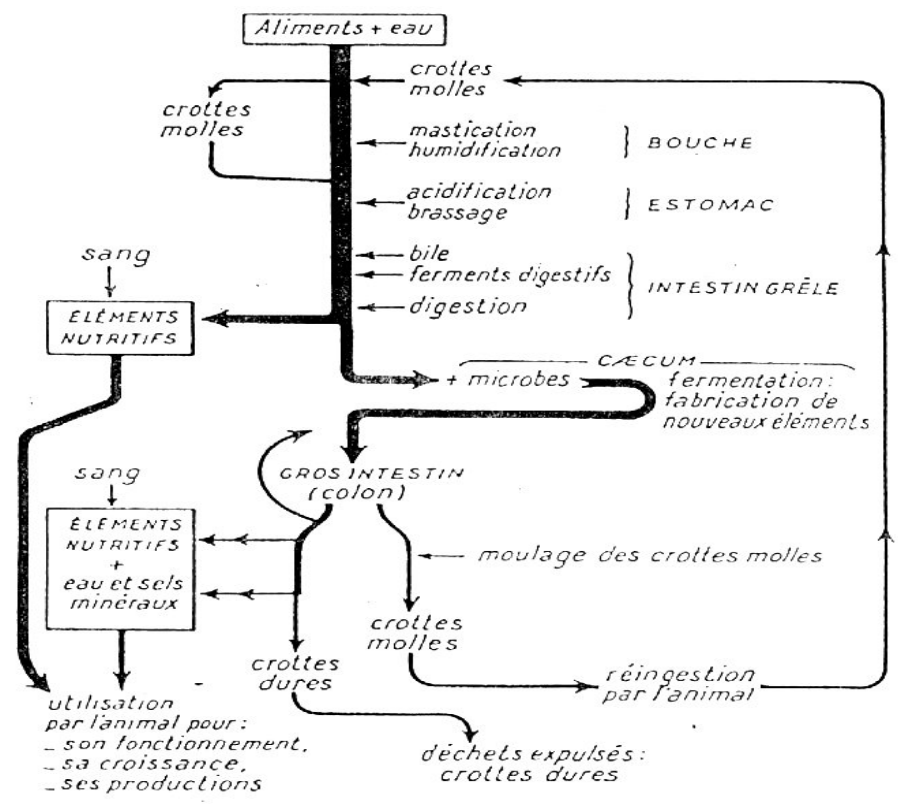 Aliments + eau
crottes
molles
crottes
molles
mastication
humidification
BOUCHE
acidification
brassage
ESTOMAC
sang
bile
ferments digestifs
digestion
INTESTIN GRÊLE
ÉLÉMENTS
NUTRITIFS
CÆCUM
+ microbes
fermentation :
fabrication de
nouveaux éléments
GROS INTESTIN
(colon)
sang
ÉLÉMENTS
NUTRITIFS
+
eau et sels
minéraux
moulage des crottes molles
crottes
molles
crottes
dures
réingestion
par l'animal
utilisation
par l'animal pour :
_ son fonctionnement,
_ sa croissance,
_ ses productions
déchets expulsés :
crottes dures